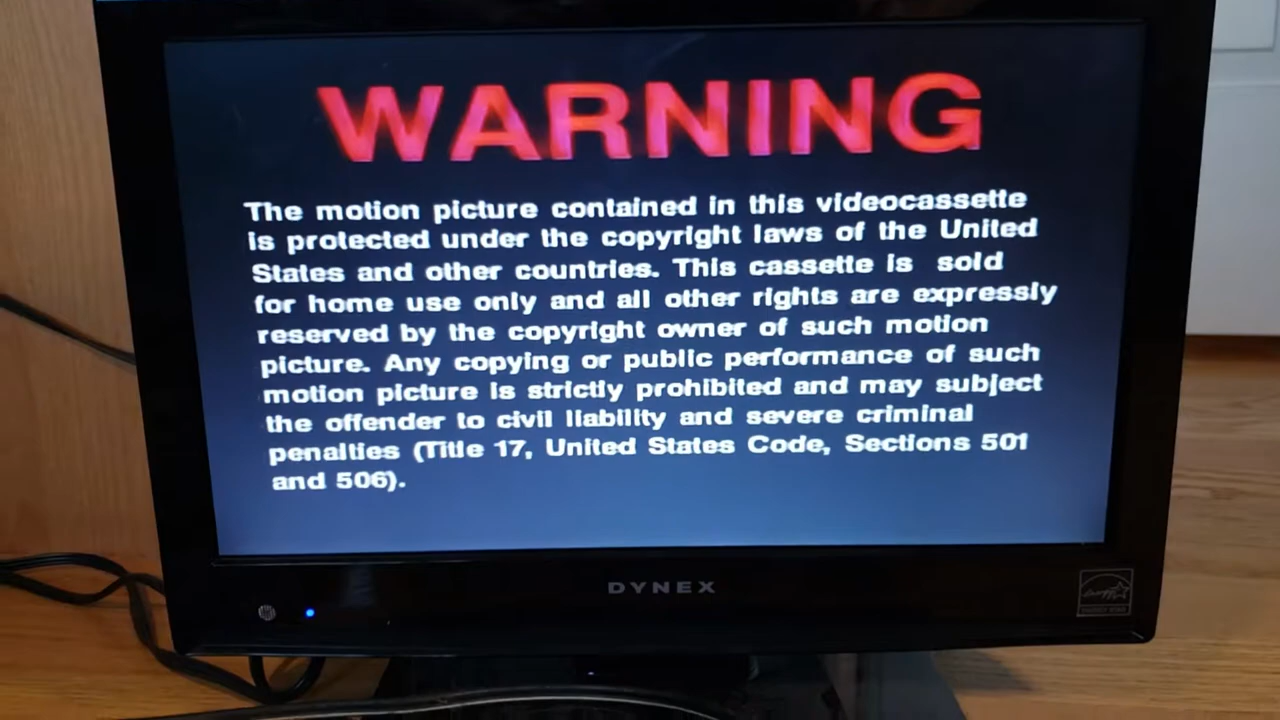 WARNING
The motion picture contained in this videocassette
is protected under the copyright laws of the United
States and other countries. This cassette is sold
for home use only and all other rights are expressly
reserved by the copyright owner of such motion
picture. Any copying or public performance of such
motion picture is strictly prohibited and may subject
the offender to civil liability and severe criminal
penalties (Title 17, United States Code, Sections 501
and 506).
DYNEX
energy
ENERGY STAR